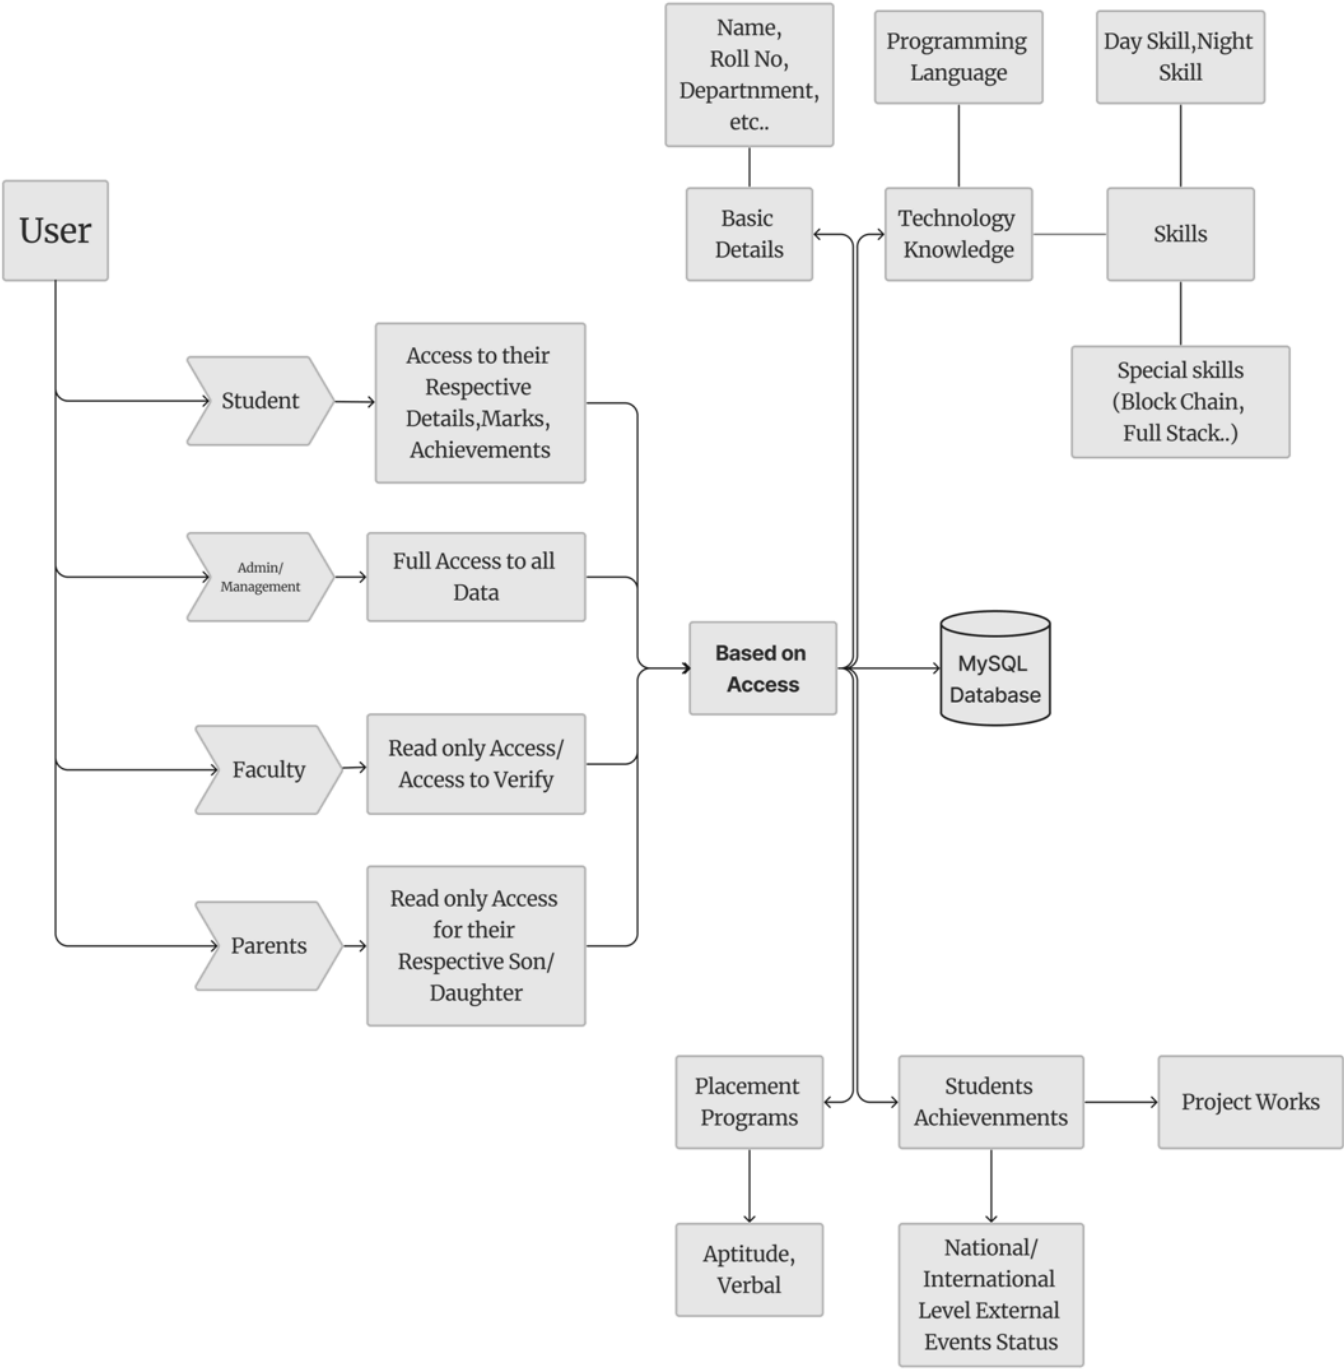 Name,
Roll No,
Departnment,
etc..
Programming
Language
Day Skill,Night
Skill
User
Basic
Details
Technology
Knowledge
Skills
Student
Access to their
Respective
Details,Marks,
Achievements
Special skills
(Block Chain,
Full Stack..)
Admin/
Management
Full Access to all
Data
Based on
Access
MySQL
Database
Faculty
Read only Access/
Access to Verify
Parents
Read only Access
for their
Respective Son/
Daughter
Placement
Programs
Students
Achievenments
Project Works
Aptitude,
Verbal
National/
International
Level External
Events Status